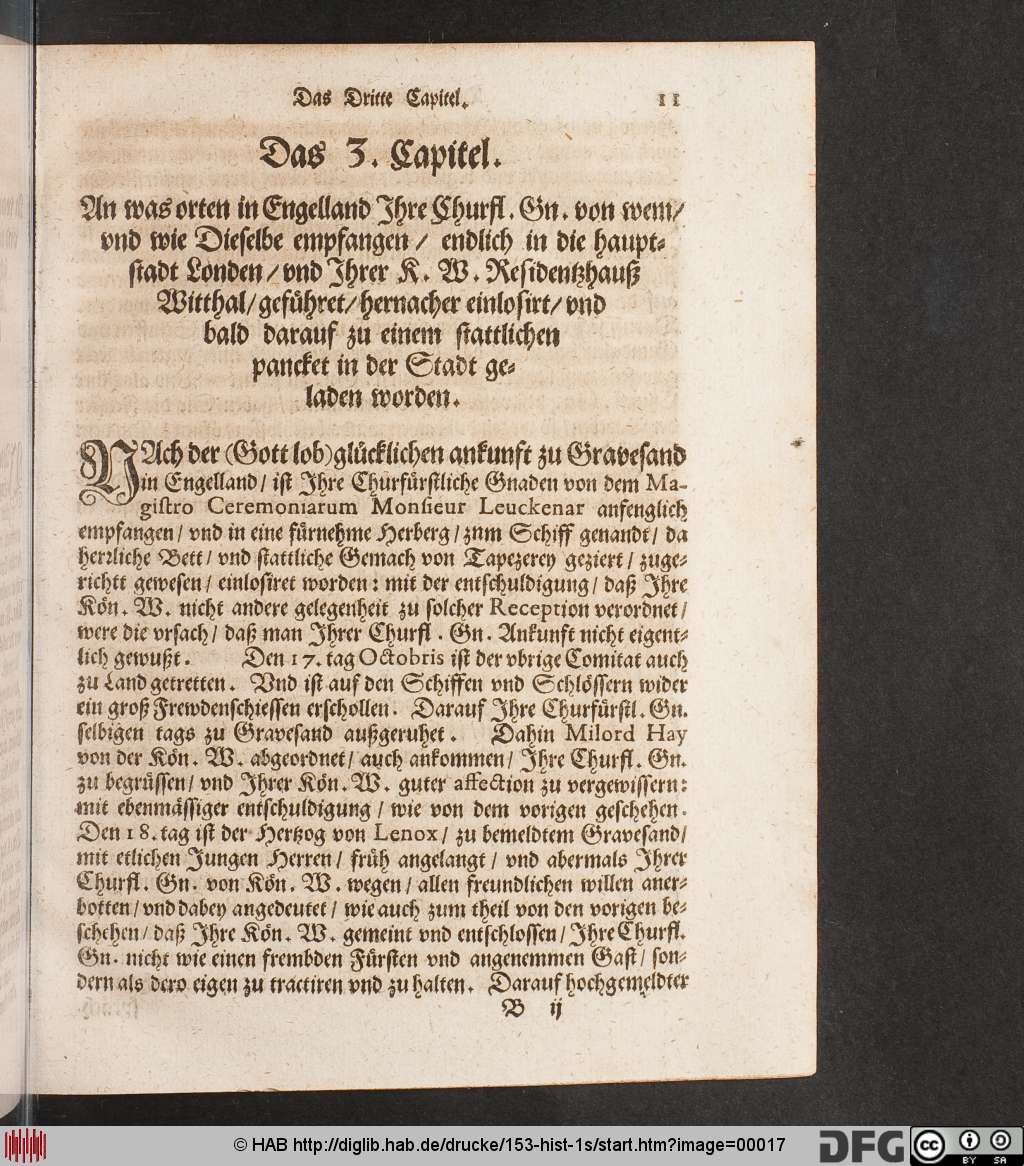 Das Dritte Capitel. 11
Das 3. Capitel.
An was orten in Engelland Ihre Churfl. Gn. von wem/
vnd wie Dieselbe empfangen/ endlich in die haupt-
stadt Londen/ vnd Ihrer K. W. Residentzhauß
Witthal/ geführet/ hernacher einlosirt/ vnd
bald darauf zu einem stattlichen
pancket in der Stadt ge-
laden worden.
NAch der (Gott lob) glücklichen ankunft zu Gravesand
in Engelland/ ist Ihre Churfürstliche Gnaden von dem Ma-
gistro Ceremoniarum Monsieur Leuckenar anfenglich
empfangen/ vnd in eine fürnehme Herberg/ znm Schiff genandt/ da
herrliche Bett/ vnd stattliche Gemach von Tapezerey geziert/ zuge-
richtt gewesen/ einlosiret worden: mit der entschuldigung/ daß Ihre
Kön. W. nicht andere gelegenheit zu solcher Reception verordnet/
were die vrsach/ daß man Ihrer Churfl. Gn. Ankunft nicht eigent-
lich gewußt. Den 17. tag Octobris ist der vbrige Comitat auch
zu Land getretten. Vnd ist auf den Schiffen vnd Schlössern wider
ein groß Frewdenschiessen erschollen. Darauf Ihre Churfürstl. Gn.
selbigen tags zu Gravesand außgeruhet. Dahin Milord Hay
von der Kön. W. abgeordnet/ auch ankommen/ Ihre Churfl. Gn.
zu begrüssen/ vnd Ihrer Kön. W. guter affection zu vergewissern:
mit ebenmässiger entschuldigung/ wie von dem vorigen geschehen.
Den 18. tag ist der Hertzog von Lenox/ zu bemeldtem Gravesand/
mit etlichen Jungen Herren/ früh angelangt/ vnd abermals Ihrer
Churfl. Gn. von Kön. W. wegen/ allen freundlichen willen aner-
botten/ vnd dabey angedeutet/ wie auch zum theil von den vorigen be-
schehen/ daß Ihre Kön. W. gemeint vnd entschlossen/ Ihre Churfl.
Gn. nicht wie einen frembden Fürsten vnd angenemmen Gast/ son-
dern als dero eigen zu tractiren vnd zu halten. Darauf hochgemeldter
B ij
© HAB http://diglib.hab.de/drucke/153-hist-1s/start.htm?image=00017
DFG cc BY SA